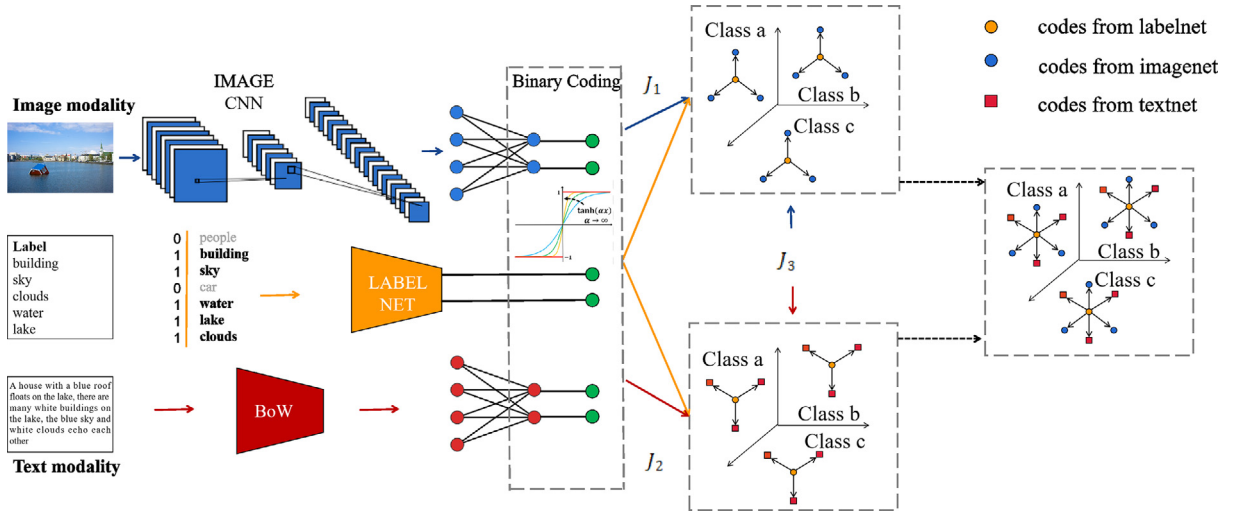 Image modality
IMAGE
CNN
Binary Coding
J1
Class a
Class b
Class c
codes from labelnet
codes from imagenet
codes from textnet
1
tanh(αx)
α → ∞
-1
Label
building
sky
clouds
water
lake
0 people
1 building
1 sky
0 car
1 water
1 lake
1 clouds
LABEL
NET
J3
Class a
Class b
Class c
A house with a blue roof
floats on the lake, there are
many white buildings on
the lake, the blue sky and
white clouds echo each
other
Text modality
BoW
J2
Class a
Class b
Class c